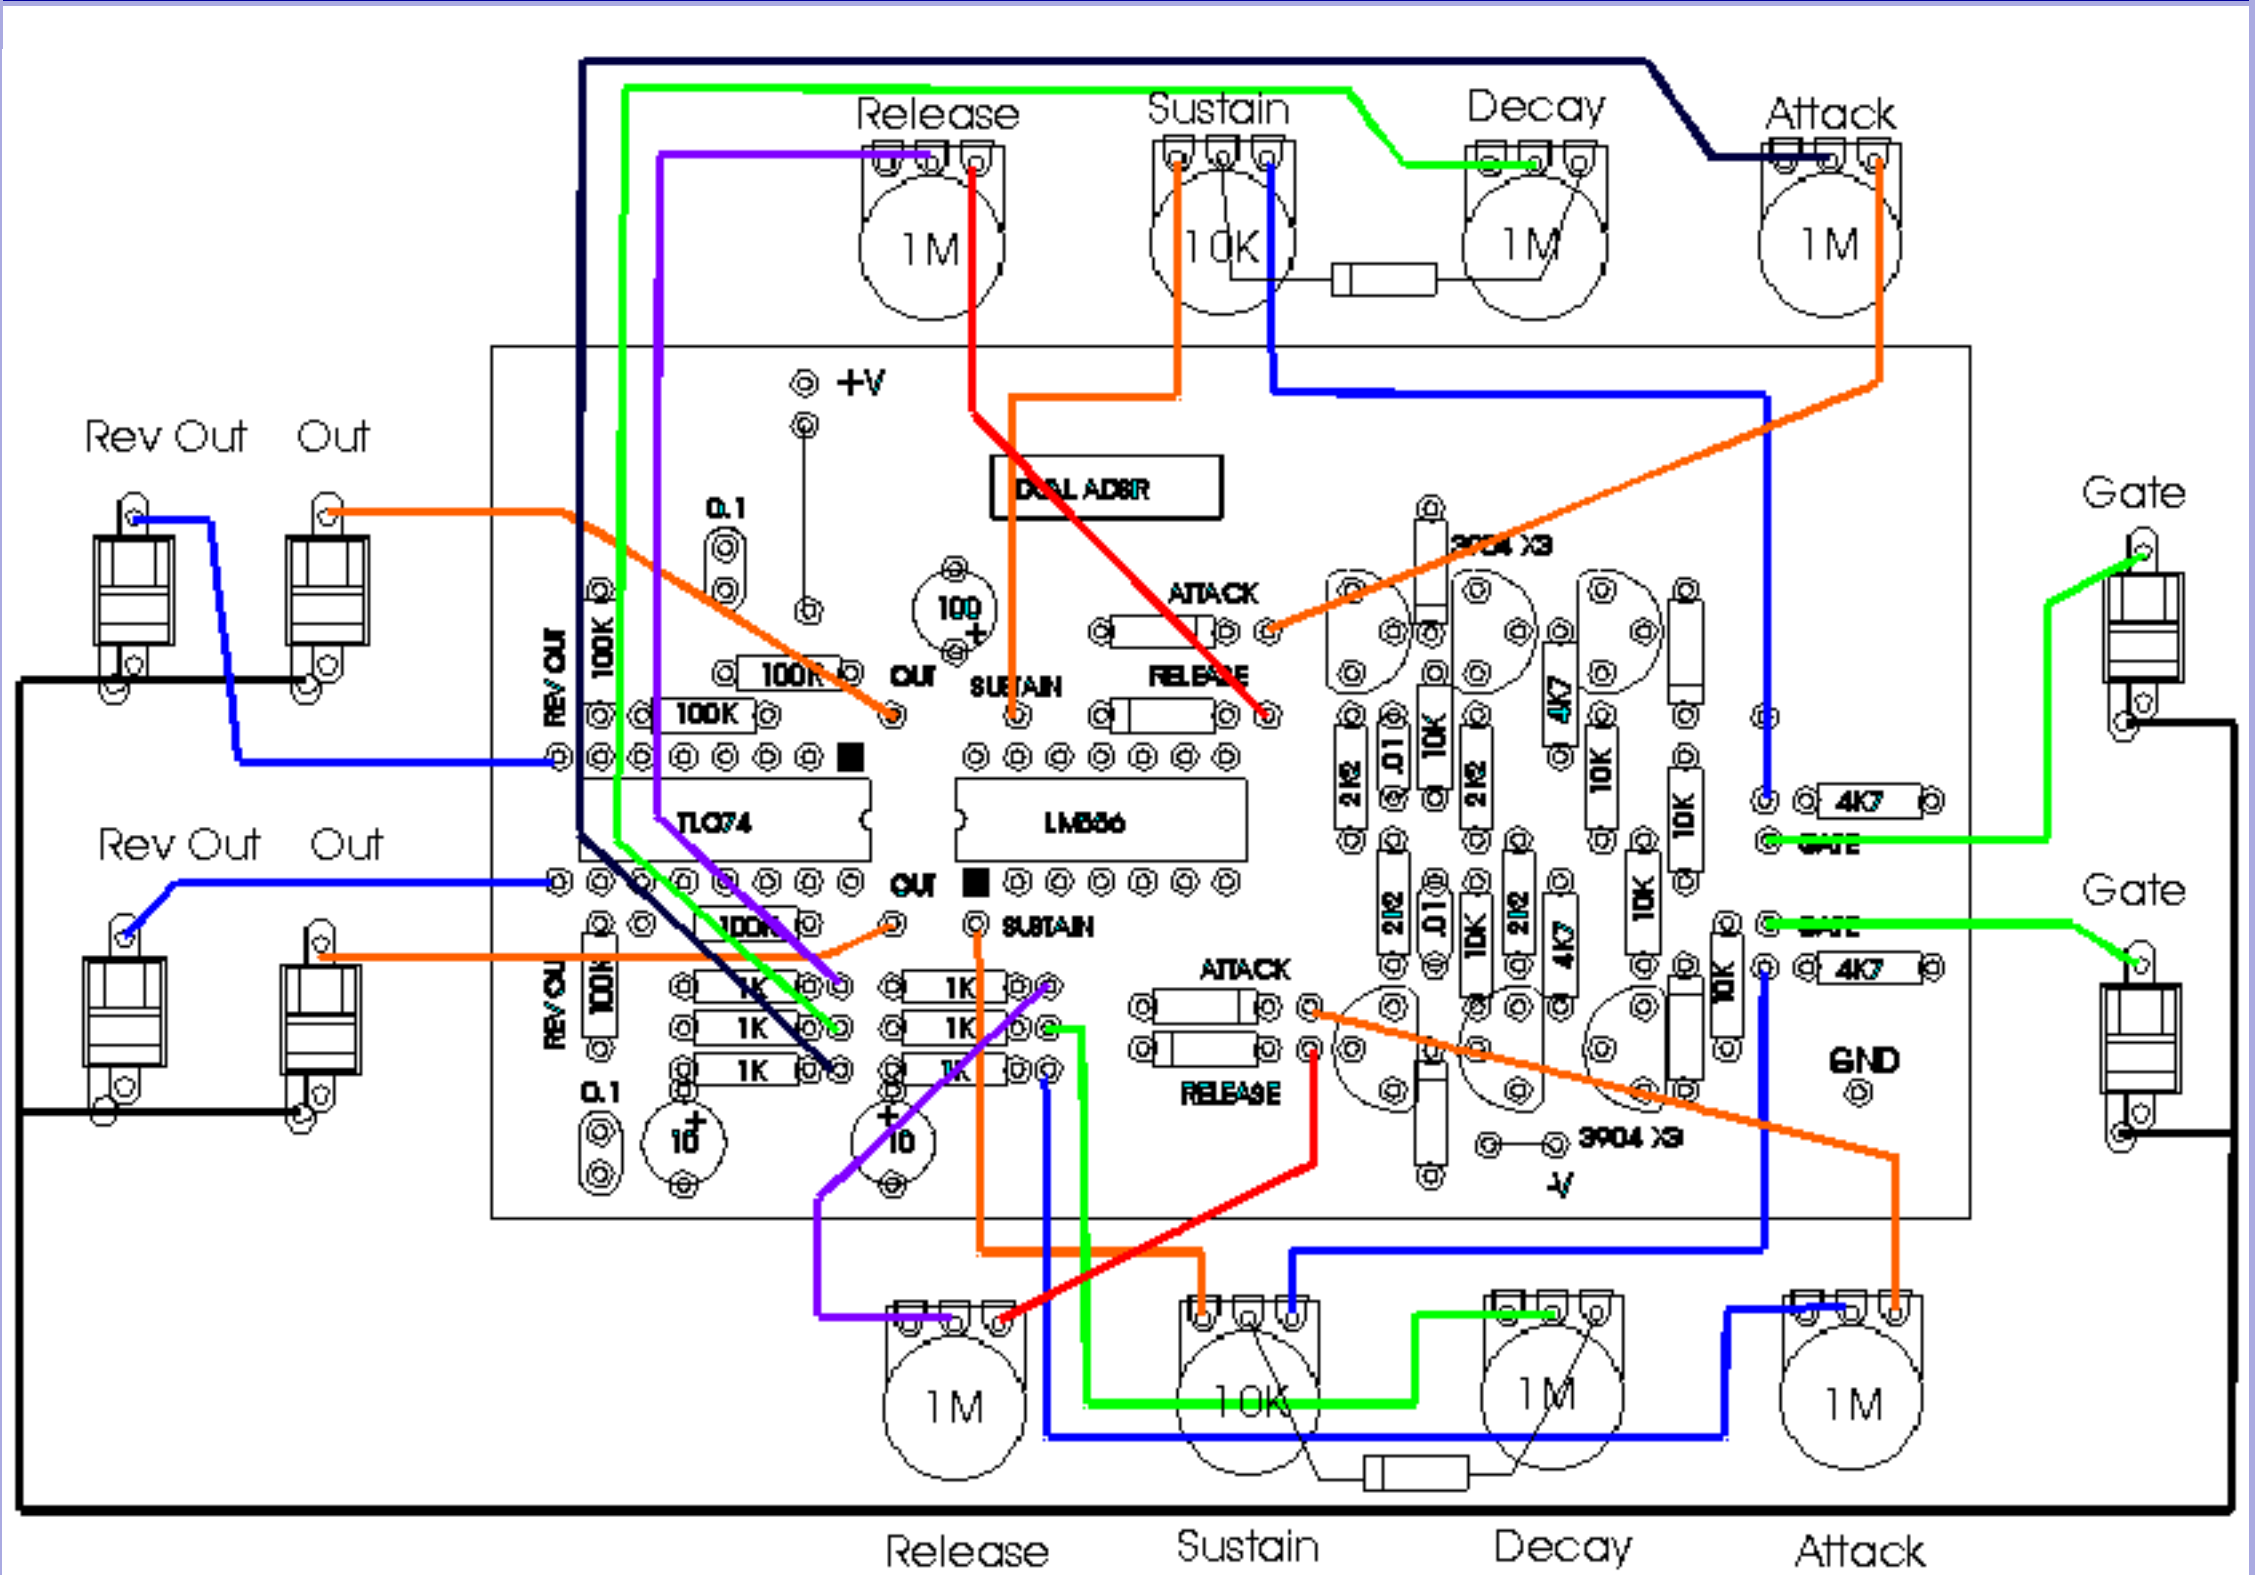 Release Sustain Decay Attack
1M 10K 1M 1M
+V
Rev Out Out
DUAL ADSR
Gate
0.1
3904 X3
100
+
ATTACK
REV OUT
100K
100K
OUT
SUSTAIN
RELEASE
100K
4K7
2K2
.01
10K
2K2
10K
10K
4K7
TL074
LM556
GATE
Rev Out Out
OUT
SUSTAIN
GATE
Gate
100K
2K2
.01
10K
2K2
4K7
10K
10K
4K7
REV OUT
100K
1K 1K
1K 1K
1K 1K
ATTACK
RELEASE
GND
0.1
+
10
+
10
3904 X3
-V
1M 10K 1M 1M
Release Sustain Decay Attack